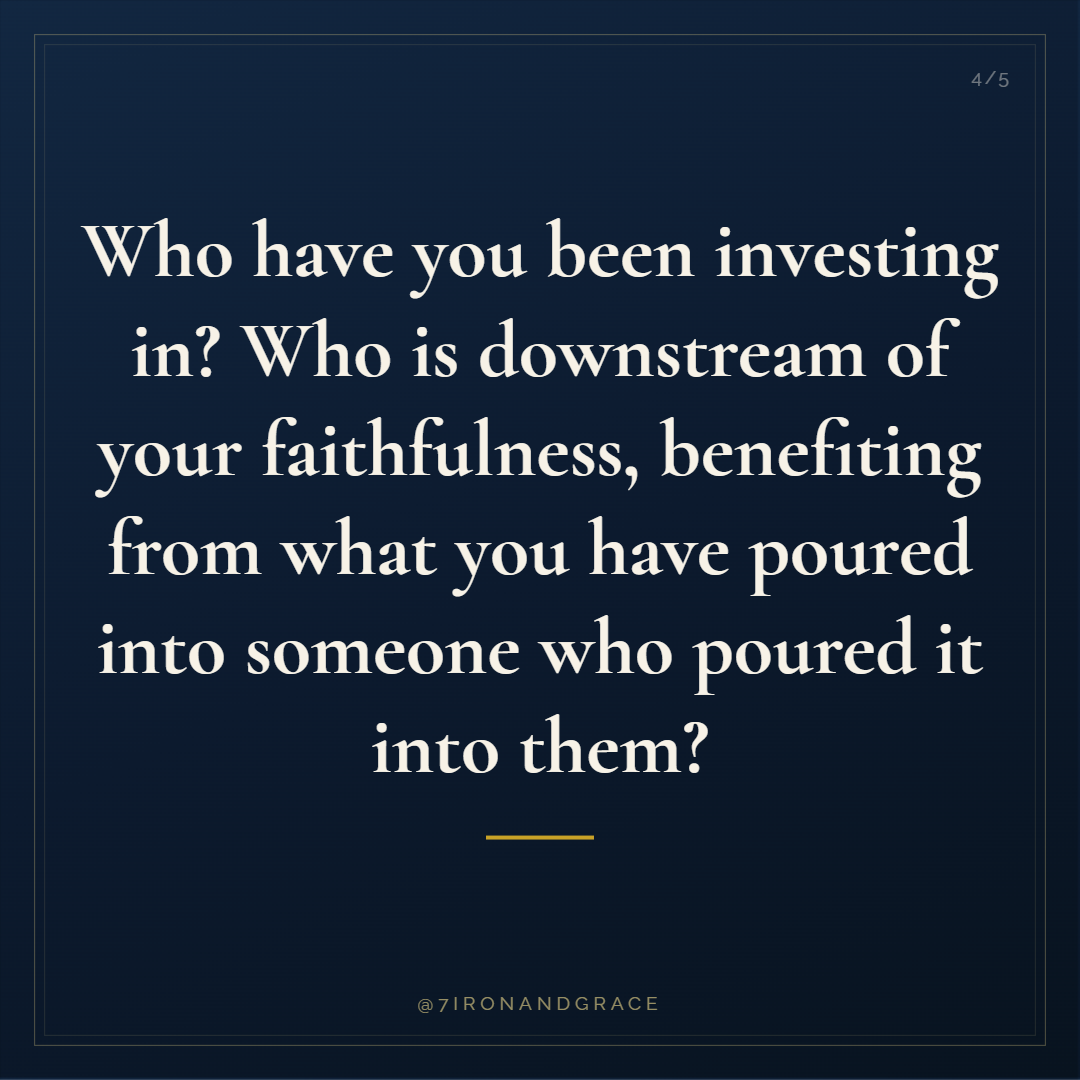 4/5
Who have you been investing
in? Who is downstream of
your faithfulness, benefiting
from what you have poured
into someone who poured it
into them?
@7IRONANDGRACE